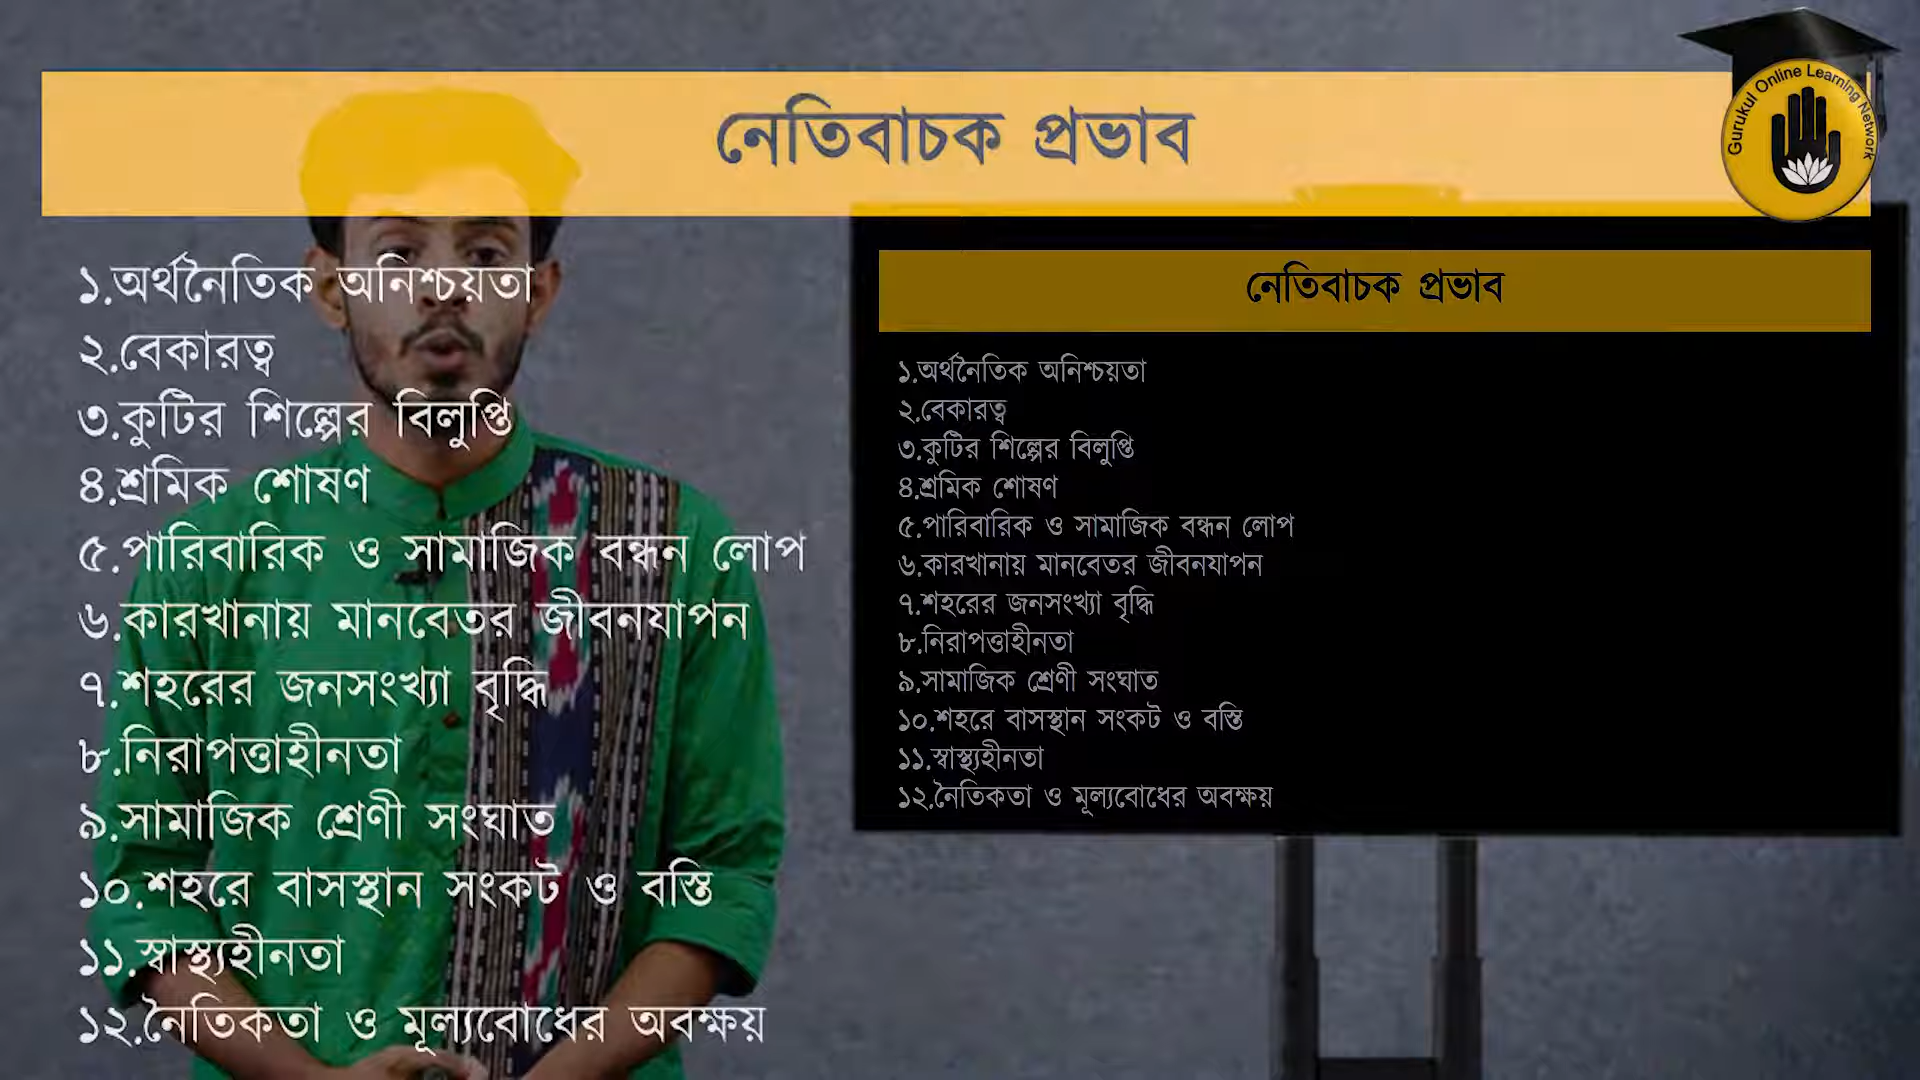 নেতিবাচক প্রভাব
Gurukul Online Learning Network
১.অর্থনৈতিক অনিশ্চয়তা
২.বেকারত্ব
৩.কুটির শিল্পের বিলুপ্তি
৪.শ্রমিক শোষণ
৫.পারিবারিক ও সামাজিক বন্ধন লোপ
৬.কারখানায় মানবেতর জীবনযাপন
৭.শহরের জনসংখ্যা বৃদ্ধি
৮.নিরাপত্তাহীনতা
৯.সামাজিক শ্রেণী সংঘাত
১০.শহরে বাসস্থান সংকট ও বস্তি
১১.স্বাস্থ্যহীনতা
১২.নৈতিকতা ও মূল্যবোধের অবক্ষয়
নেতিবাচক প্রভাব
১.অর্থনৈতিক অনিশ্চয়তা
২.বেকারত্ব
৩.কুটির শিল্পের বিলুপ্তি
৪.শ্রমিক শোষণ
৫.পারিবারিক ও সামাজিক বন্ধন লোপ
৬.কারখানায় মানবেতর জীবনযাপন
৭.শহরের জনসংখ্যা বৃদ্ধি
৮.নিরাপত্তাহীনতা
৯.সামাজিক শ্রেণী সংঘাত
১০.শহরে বাসস্থান সংকট ও বস্তি
১১.স্বাস্থ্যহীনতা
১২.নৈতিকতা ও মূল্যবোধের অবক্ষয়